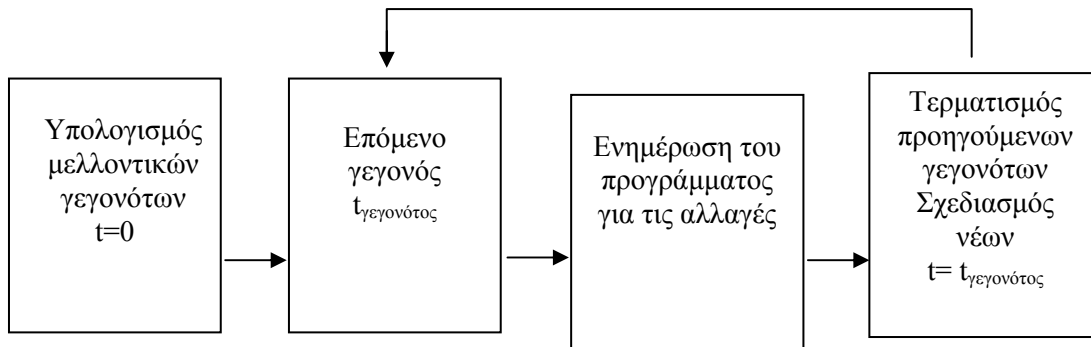 Υπολογισμός
μελλοντικών
γεγονότων
t=0
Επόμενο
γεγονός
tγεγονότος
Ενημέρωση του
προγράμματος
για τις αλλαγές
Τερματισμός
προηγούμενων
γεγονότων
Σχεδιασμός
νέων
t= tγεγονότος